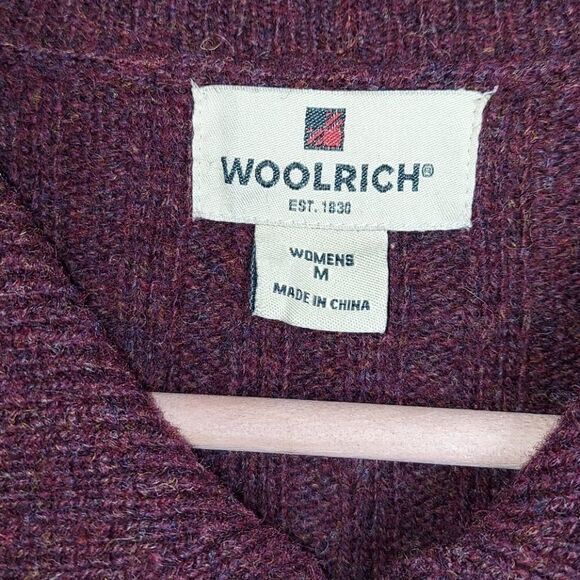 WOOLRICH®
EST. 1830
WOMENS
M
MADE IN CHINA